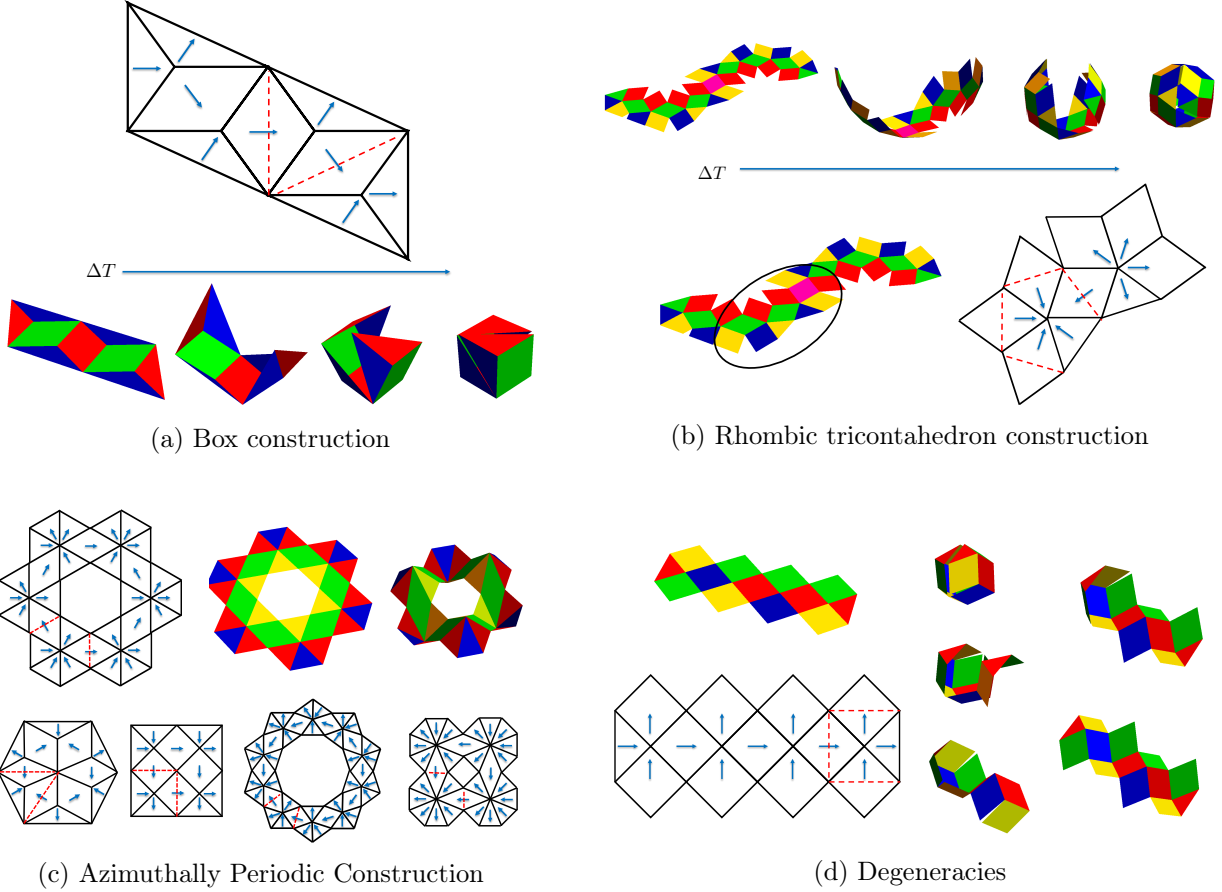 ΔT
(a) Box construction
ΔT
(b) Rhombic tricontahedron construction
(c) Azimuthally Periodic Construction
(d) Degeneracies